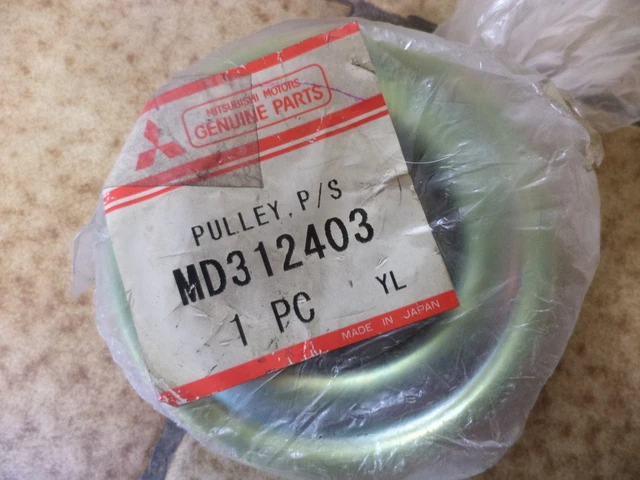 MITSUBISHI MOTORS
GENUINE PARTS
PULLEY, P/S
MD312403
1 PC YL
MADE IN JAPAN